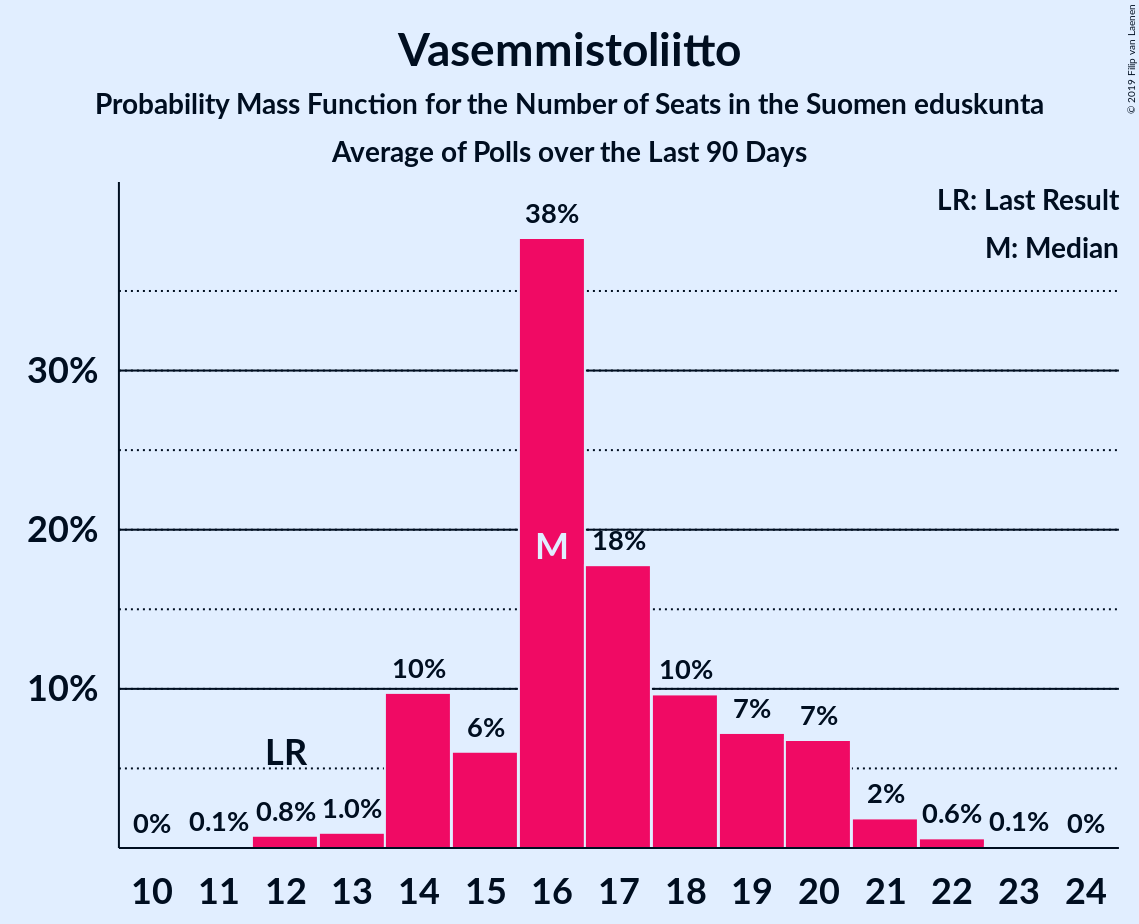 Vasemmistoliitto
Probability Mass Function for the Number of Seats in the Suomen eduskunta
Average of Polls over the Last 90 Days
© 2019 Filip van Laenen
LR: Last Result
M: Median
38%
30%
20%
M
18%
10%
10%
10%
7%
7%
6%
LR
2%
0%
0.1%
0.8%
1.0%
0.6%
0.1%
0%
10 11 12 13 14 15 16 17 18 19 20 21 22 23 24